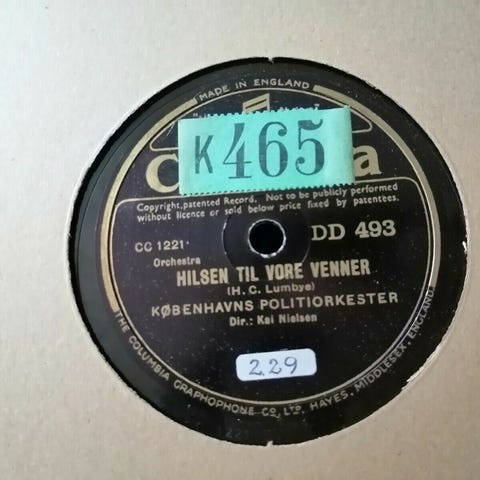 MADE IN ENGLAND
K465
C a
Copyright, patented Record. Not to be publicly performed
without licence or sold below price fixed by patentees.
DD 493
CC 1221
Orchestra
HILSEN TIL VORE VENNER
(H. C. Lumbye)
KØBENHAVNS POLITIORKESTER
Dir.: Kai Nielsen
2.29
THE COLUMBIA GRAPHOPHONE CO. LTD. HAYES, MIDDLESEX, ENGLAND.